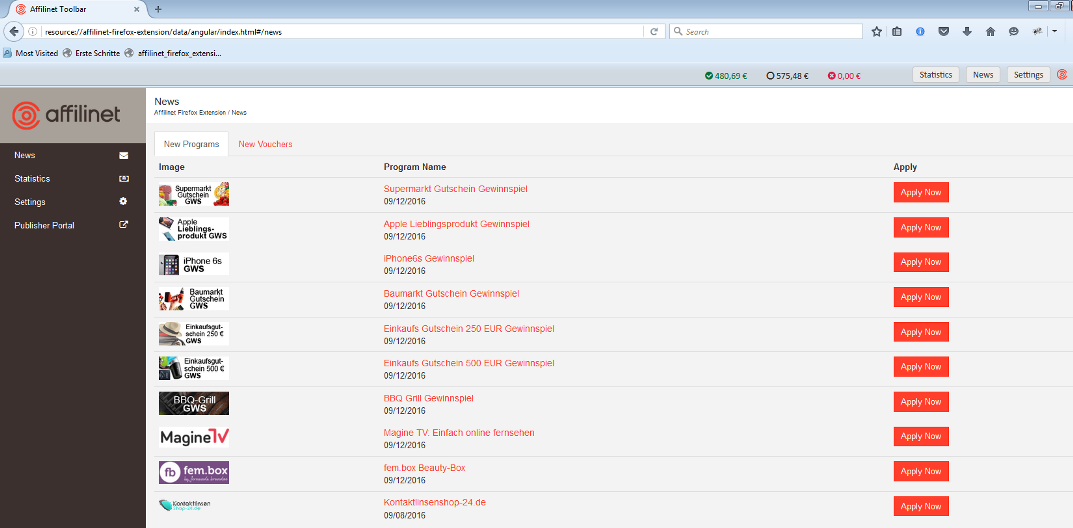 Affilinet Toolbar
resource://affilinet-firefox-extension/data/angular/index.html#/news
Search
Most Visited
Erste Schritte
affilinet_firefox_extensi...
480,69 €
575,48 €
0,00 €
Statistics
News
Settings
affilinet
News
Statistics
Settings
Publisher Portal
News
Affilinet Firefox Extension / News
New Programs
New Vouchers
Image
Program Name
Apply
Supermarkt
Gutschein
GWS
Supermarkt Gutschein Gewinnspiel
09/12/2016
Apply Now
Apple
Lieblings-
produkt GWS
Apple Lieblingsprodukt Gewinnspiel
09/12/2016
Apply Now
iPhone 6s
GWS
iPhone6s Gewinnspiel
09/12/2016
Apply Now
Baumarkt
Gutschein
GWS
Baumarkt Gutschein Gewinnspiel
09/12/2016
Apply Now
Einkaufsgut-
schein 250 €
GWS
Einkaufs Gutschein 250 EUR Gewinnspiel
09/12/2016
Apply Now
Einkaufsgut-
schein 500 €
GWS
Einkaufs Gutschein 500 EUR Gewinnspiel
09/12/2016
Apply Now
BBQ-Grill
GWS
BBQ Grill Gewinnspiel
09/12/2016
Apply Now
Magine TV
Magine TV. Einfach online fernsehen
09/12/2016
Apply Now
fb fem.box
fem.box Beauty-Box
09/12/2016
Apply Now
Kontaktlinsen
Shop-24.de
Kontaktlinsenshop-24.de
09/08/2016
Apply Now